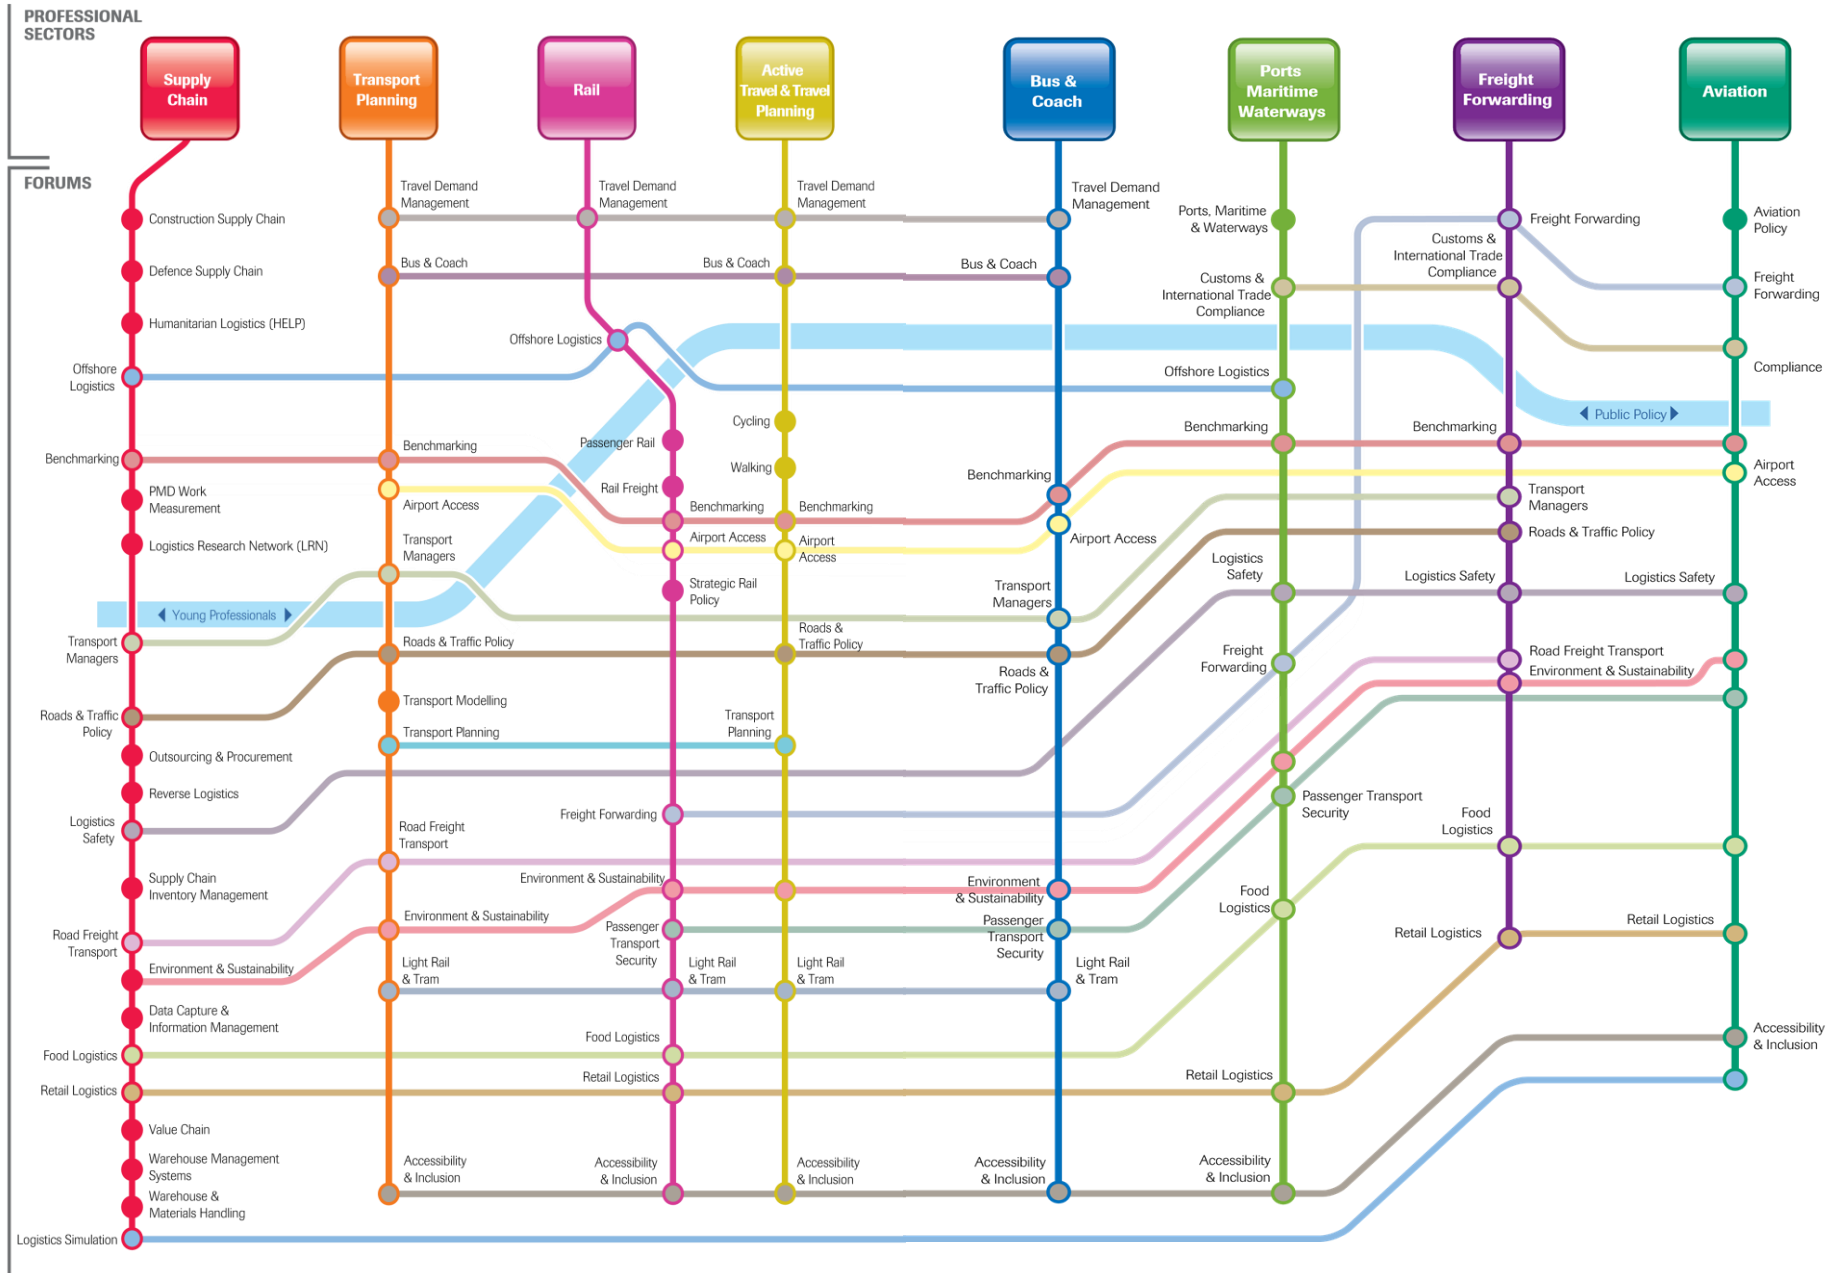 PROFESSIONAL
SECTORS
Supply
Chain
Transport
Planning
Rail
Active
Travel & Travel
Planning
Bus &
Coach
Ports
Maritime
Waterways
Freight
Forwarding
Aviation
FORUMS
Construction Supply Chain
Defence Supply Chain
Humanitarian Logistics (HELP)
Offshore
Logistics
Benchmarking
PMD Work
Measurement
Logistics Research Network (LRN)
Young Professionals
Transport
Managers
Roads & Traffic
Policy
Outsourcing & Procurement
Reverse Logistics
Logistics
Safety
Supply Chain
Inventory Management
Road Freight
Transport
Environment & Sustainability
Data Capture &
Information Management
Food Logistics
Retail Logistics
Value Chain
Warehouse Management
Systems
Warehouse &
Materials Handling
Logistics Simulation
Travel Demand
Management
Bus & Coach
Benchmarking
Airport Access
Transport
Managers
Roads & Traffic Policy
Transport Modelling
Transport Planning
Road Freight
Transport
Environment & Sustainability
Light Rail
& Tram
Accessibility
& Inclusion
Travel Demand
Management
Offshore Logistics
Passenger Rail
Rail Freight
Benchmarking
Airport Access
Strategic Rail
Policy
Freight Forwarding
Environment & Sustainability
Passenger
Transport
Security
Light Rail
& Tram
Food Logistics
Retail Logistics
Accessibility
& Inclusion
Travel Demand
Management
Bus & Coach
Cycling
Walking
Benchmarking
Airport
Access
Roads &
Traffic Policy
Transport
Planning
Light Rail
& Tram
Accessibility
& Inclusion
Travel Demand
Management
Bus & Coach
Benchmarking
Airport Access
Transport
Managers
Roads &
Traffic Policy
Environment
& Sustainability
Passenger
Transport
Security
Light Rail
& Tram
Accessibility
& Inclusion
Ports, Maritime
& Waterways
Customs &
International Trade
Compliance
Offshore Logistics
Benchmarking
Logistics
Safety
Freight
Forwarding
Passenger Transport
Security
Food
Logistics
Retail Logistics
Accessibility
& Inclusion
Freight Forwarding
Customs &
International Trade
Compliance
Benchmarking
Transport
Managers
Roads & Traffic Policy
Logistics Safety
Road Freight Transport
Environment & Sustainability
Food
Logistics
Retail Logistics
Aviation
Policy
Freight
Forwarding
Compliance
Public Policy
Airport
Access
Logistics Safety
Retail Logistics
Accessibility
& Inclusion